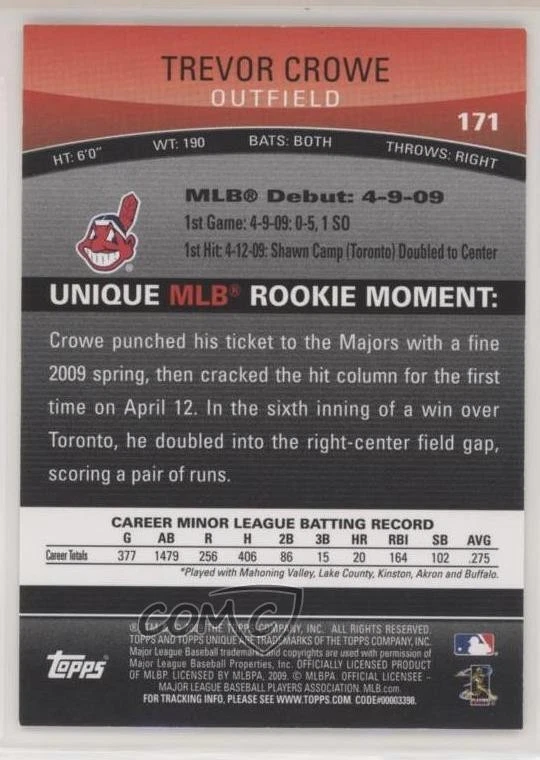 TREVOR CROWE
OUTFIELD
171
HT: 6'0" WT: 190 BATS: BOTH THROWS: RIGHT
MLB® Debut: 4-9-09
1st Game: 4-9-09: 0-5, 1 SO
1st Hit: 4-12-09: Shawn Camp (Toronto) Doubled to Center
®
UNIQUE MLB® ROOKIE MOMENT:
Crowe punched his ticket to the Majors with a fine
2009 spring, then cracked the hit column for the first
time on April 12. In the sixth inning of a win over
Toronto, he doubled into the right-center field gap,
scoring a pair of runs.
CAREER MINOR LEAGUE BATTING RECORD
G AB R H 2B 3B HR RBI SB AVG
Career Totals 377 1479 256 406 86 15 20 164 102 .275
*Played with Mahoning Valley, Lake County, Kinston, Akron and Buffalo.
COMC
® THE TOPPS COMPANY, INC. ALL RIGHTS RESERVED.
TOPPS AND TOPPS UNIQUE ARE TRADEMARKS OF THE TOPPS COMPANY, INC.
Major League Baseball trademarks and copyrights are used with permission of
Major League Baseball Properties, Inc. OFFICIALLY LICENSED PRODUCT
OF MLBP. LICENSED BY MLBPA, 2009. © MLBPA. OFFICIAL LICENSEE -
MAJOR LEAGUE BASEBALL PLAYERS ASSOCIATION. MLB.com
FOR TRACKING INFO, PLEASE SEE WWW.TOPPS.COM. CODE#00003398.
Topps